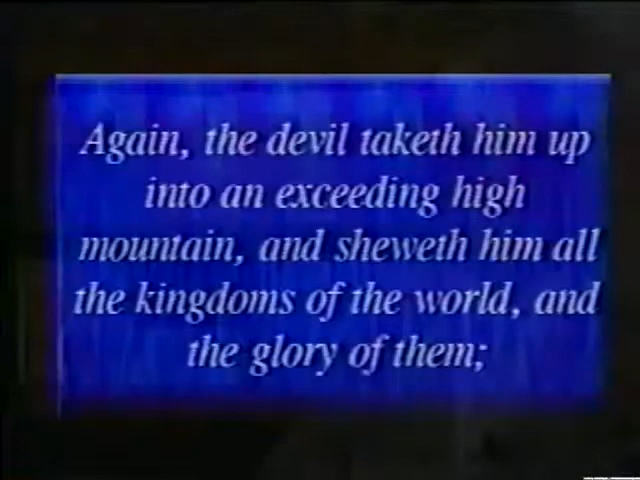 Again, the devil taketh him up
into an exceeding high
mountain, and sheweth him all
the kingdoms of the world, and
the glory of them;